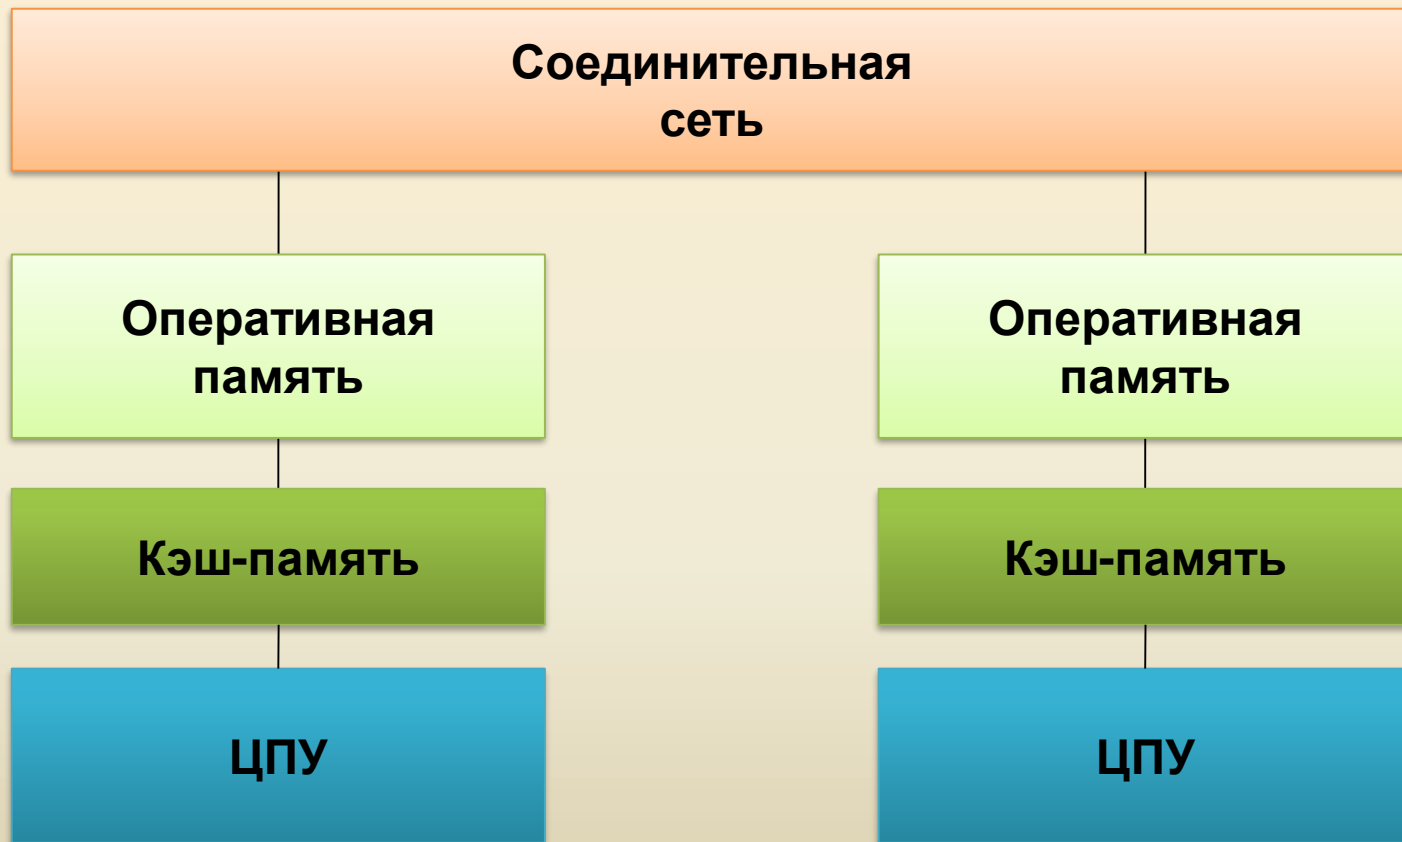 Соединительная
сеть
Оперативная
память
Оперативная
память
Кэш-память
Кэш-память
ЦПУ
ЦПУ